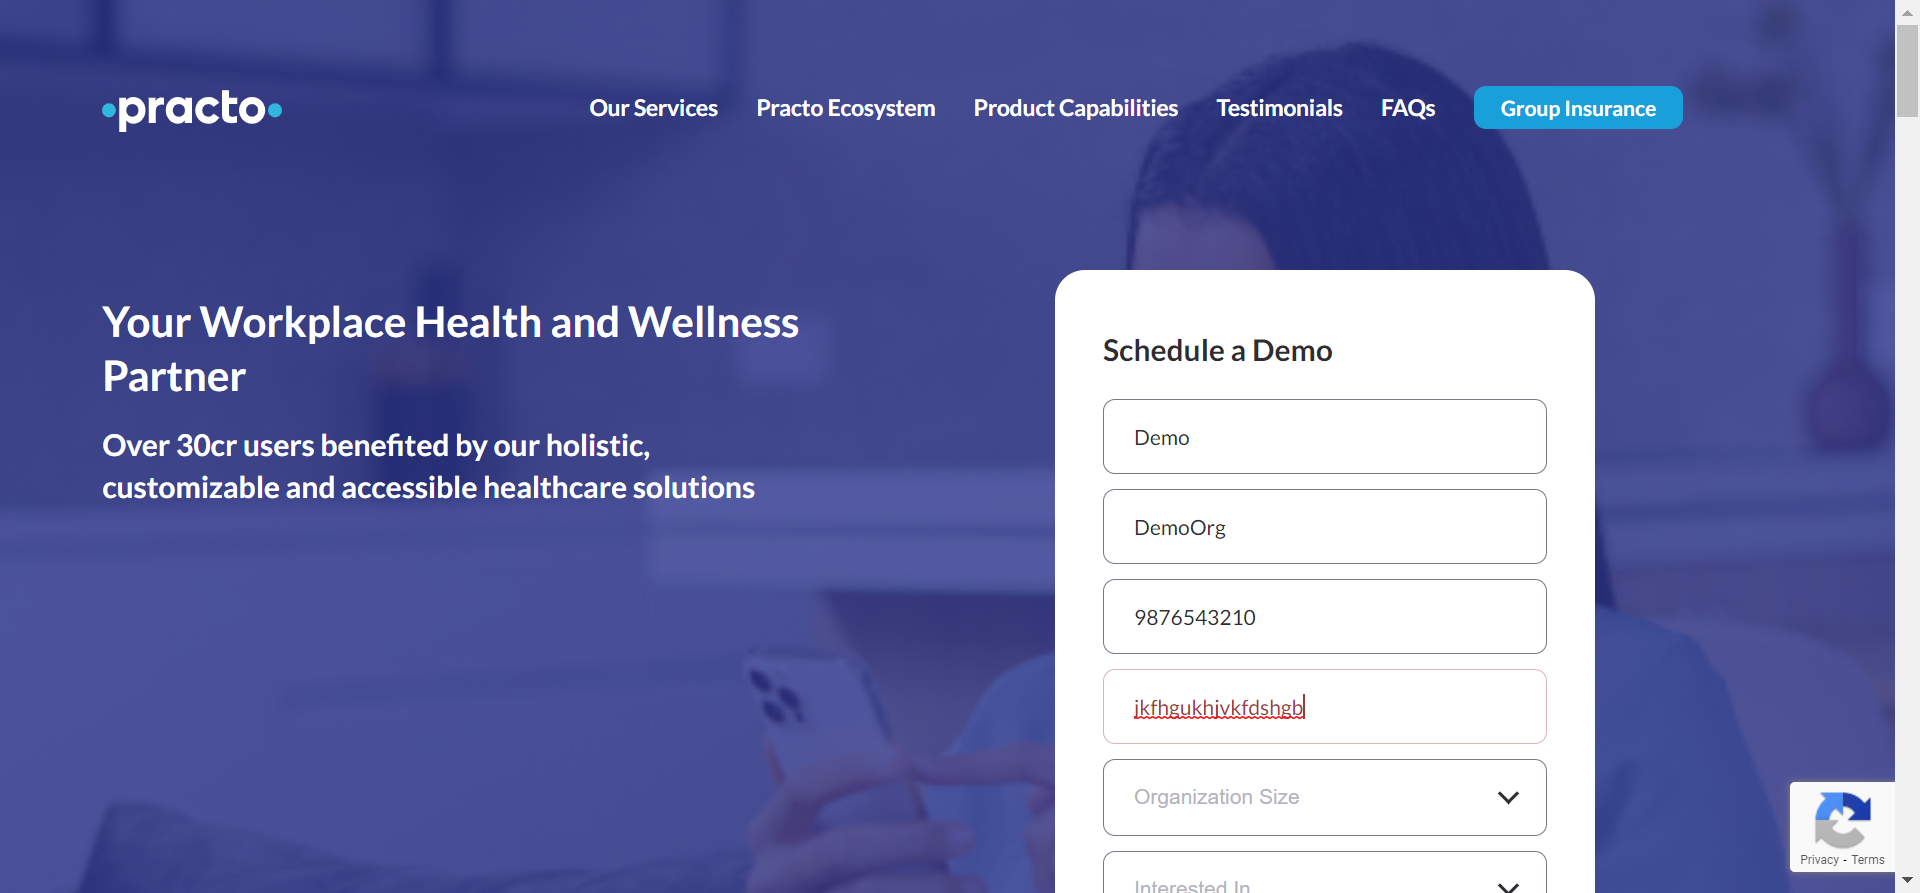 practo
Our Services
Practo Ecosystem
Product Capabilities
Testimonials
FAQs
Group Insurance
Your Workplace Health and Wellness
Partner
Over 30cr users benefited by our holistic,
customizable and accessible healthcare solutions
Schedule a Demo
Demo
DemoOrg
9876543210
jkfhgukhjvkfdshgb
Organization Size
Interested In
Privacy - Terms